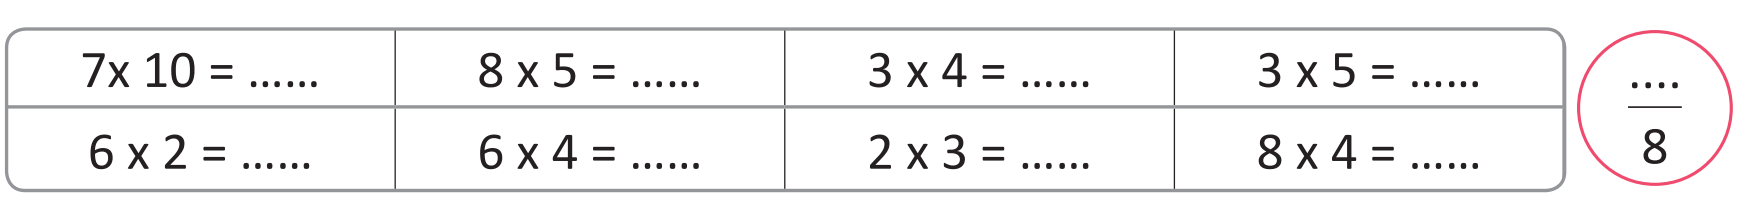 7x 10 = ...... 8 x 5 = ...... 3 x 4 = ...... 3 x 5 = ......
6 x 2 = ...... 6 x 4 = ...... 2 x 3 = ...... 8 x 4 = ......
....
8